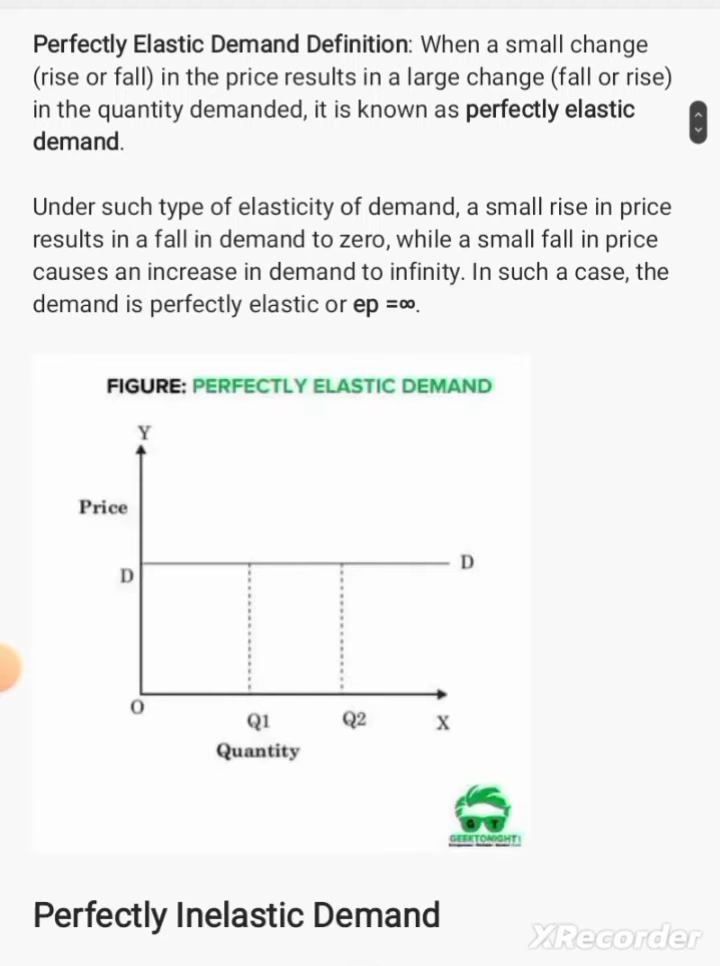 Perfectly Elastic Demand Definition: When a small change
(rise or fall) in the price results in a large change (fall or rise)
in the quantity demanded, it is known as perfectly elastic
demand.
Under such type of elasticity of demand, a small rise in price
results in a fall in demand to zero, while a small fall in price
causes an increase in demand to infinity. In such a case, the
demand is perfectly elastic or ep =∞.
FIGURE: PERFECTLY ELASTIC DEMAND
Y
Price
D
D
O
Q1
Q2
X
Quantity
G T
GEEKTONIGHT
Perfectly Inelastic Demand
XRecorder